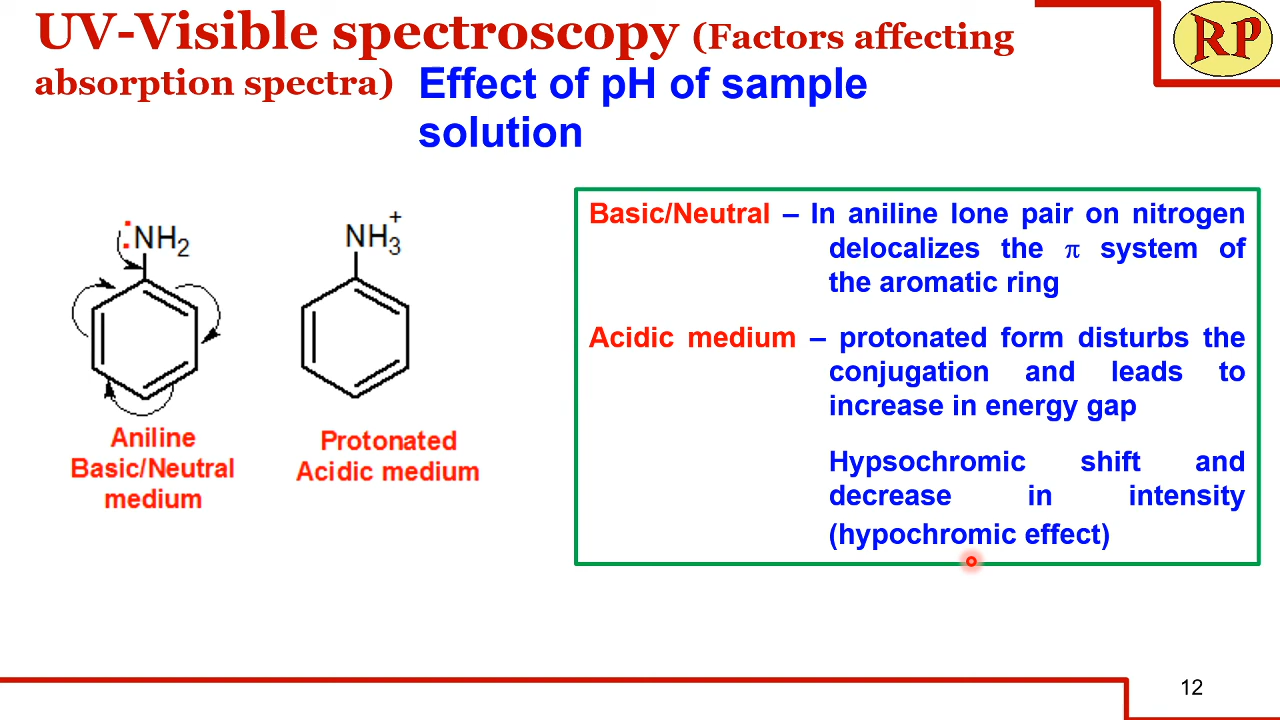 UV-Visible spectroscopy (Factors affecting
absorption spectra) Effect of pH of sample
solution
RP
:NH2
NH3+
Aniline
Basic/Neutral
medium
Protonated
Acidic medium
Basic/Neutral – In aniline lone pair on nitrogen
delocalizes the π system of
the aromatic ring
Acidic medium – protonated form disturbs the
conjugation and leads to
increase in energy gap
Hypsochromic shift and
decrease in intensity
(hypochromic effect)
12